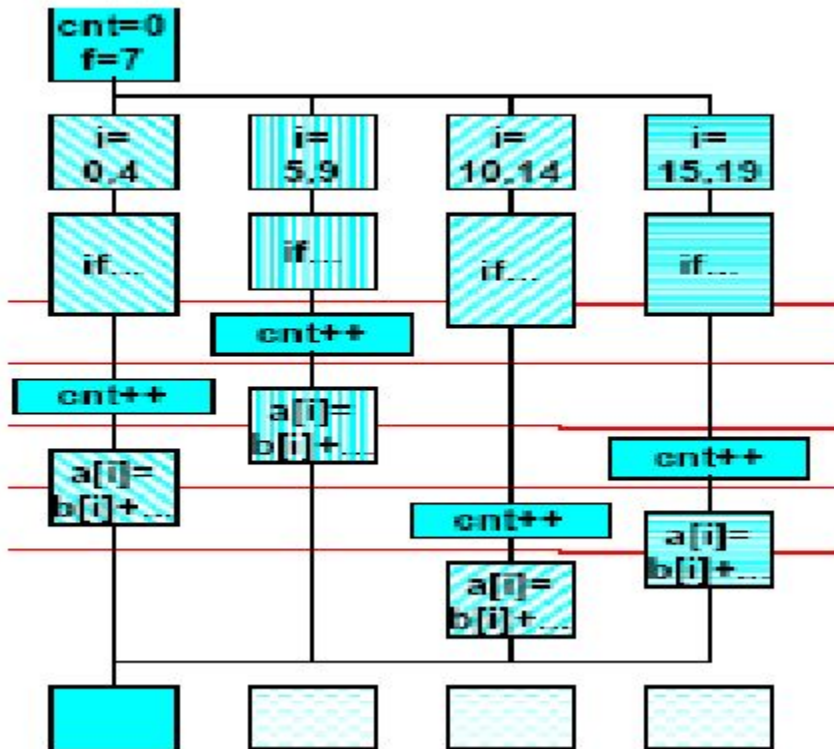 cnt=0
f=7
i=
0,4
i=
5,9
i=
10,14
i=
15,19
if...
if...
if...
if...
cnt++
cnt++
a[i]=
b[i]+...
cnt++
a[i]=
b[i]+...
cnt++
a[i]=
b[i]+...
a[i]=
b[i]+...